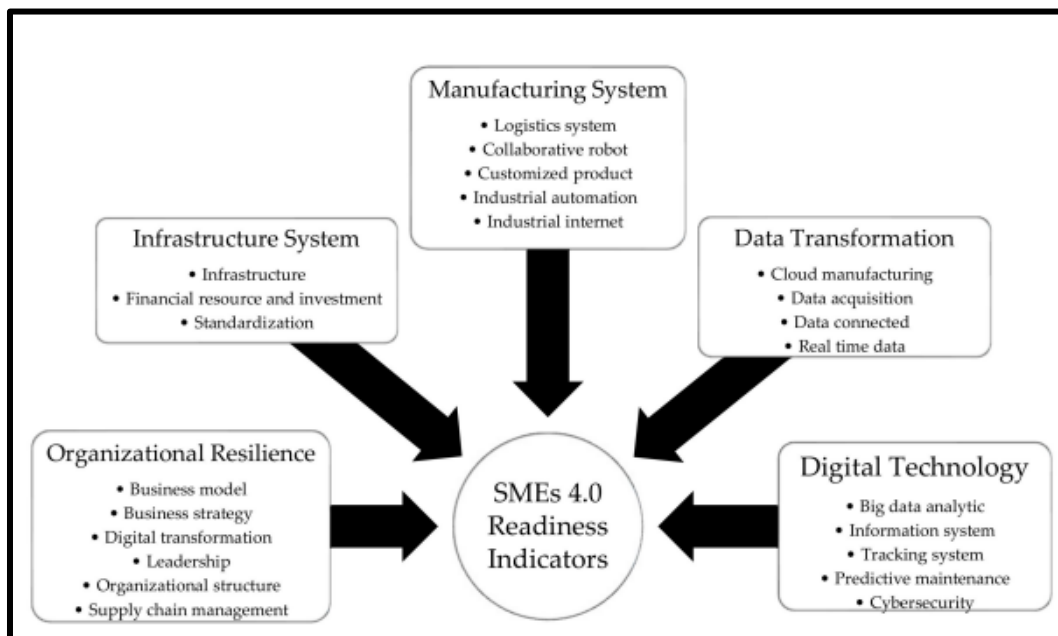 Manufacturing System
• Logistics system
• Collaborative robot
• Customized product
• Industrial automation
• Industrial internet
Infrastructure System
• Infrastructure
• Financial resource and investment
• Standardization
Data Transformation
• Cloud manufacturing
• Data acquisition
• Data connected
• Real time data
Organizational Resilience
• Business model
• Business strategy
• Digital transformation
• Leadership
• Organizational structure
• Supply chain management
SMEs 4.0
Readiness
Indicators
Digital Technology
• Big data analytic
• Information system
• Tracking system
• Predictive maintenance
• Cybersecurity